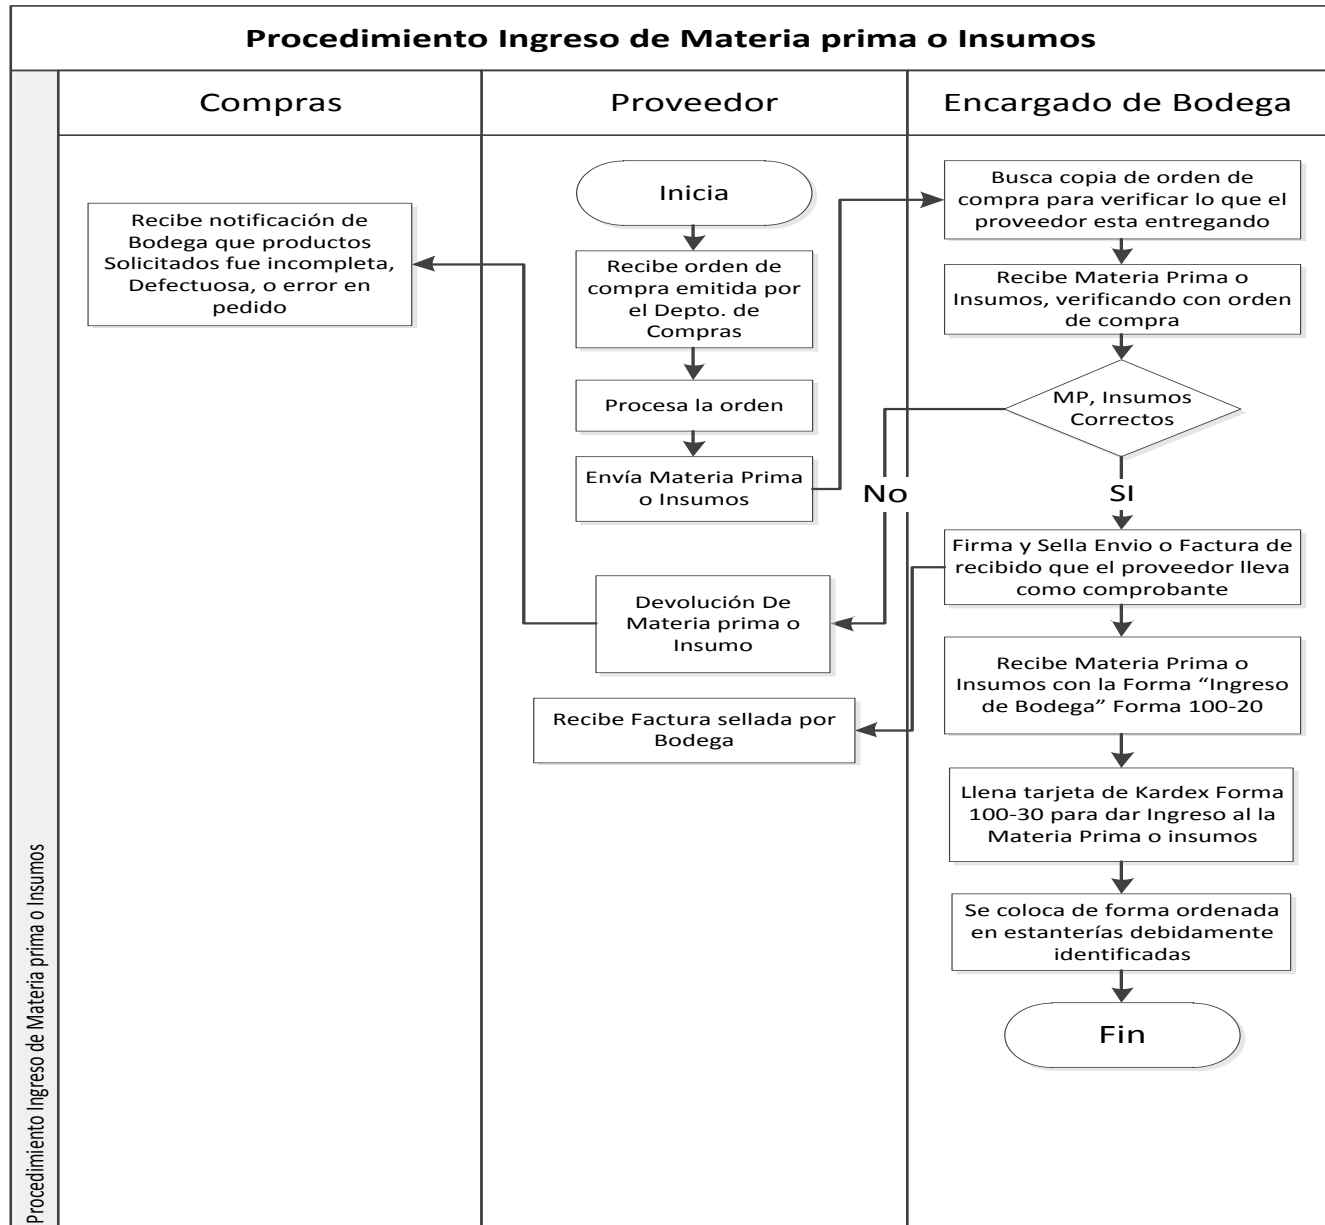 Procedimiento Ingreso de Materia prima o Insumos
Compras
Proveedor
Encargado de Bodega
Recibe notificación de
Bodega que productos
Solicitados fue incompleta,
Defectuosa, o error en
pedido
Inicia
Recibe orden de
compra emitida por
el Depto. de
Compras
Procesa la orden
Envía Materia Prima
o Insumos
Devolución De
Materia prima o
Insumo
Recibe Factura sellada por
Bodega
Busca copia de orden de
compra para verificar lo que el
proveedor esta entregando
Recibe Materia Prima o
Insumos, verificando con orden
de compra
MP, Insumos
Correctos
No
SI
Firma y Sella Envio o Factura de
recibido que el proveedor lleva
como comprobante
Recibe Materia Prima o
Insumos con la Forma “Ingreso
de Bodega” Forma 100-20
Llena tarjeta de Kardex Forma
100-30 para dar Ingreso al la
Materia Prima o insumos
Se coloca de forma ordenada
en estanterías debidamente
identificadas
Fin
Procedimiento Ingreso de Materia prima o Insumos